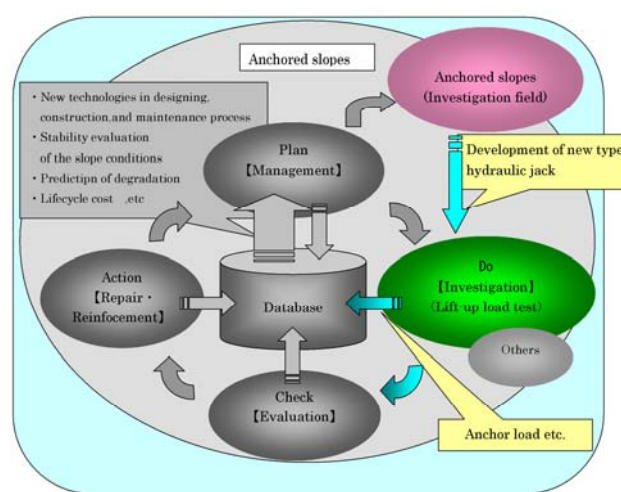 Anchored slopes
・New technologies in designing,
construction,and maintenance process
・Stability evaluation
of the slope conditions
・Predictipn of degradation
・Lifecycle cost ,etc
Anchored slopes
(Investigation field)
Plan
【Management】
Development of new type
hydraulic jack
Do
【Investigation】
(Lift-up load test)
Others
Action
【Repair・
Reinfocement】
Database
Check
【Evaluation】
Anchor load etc.